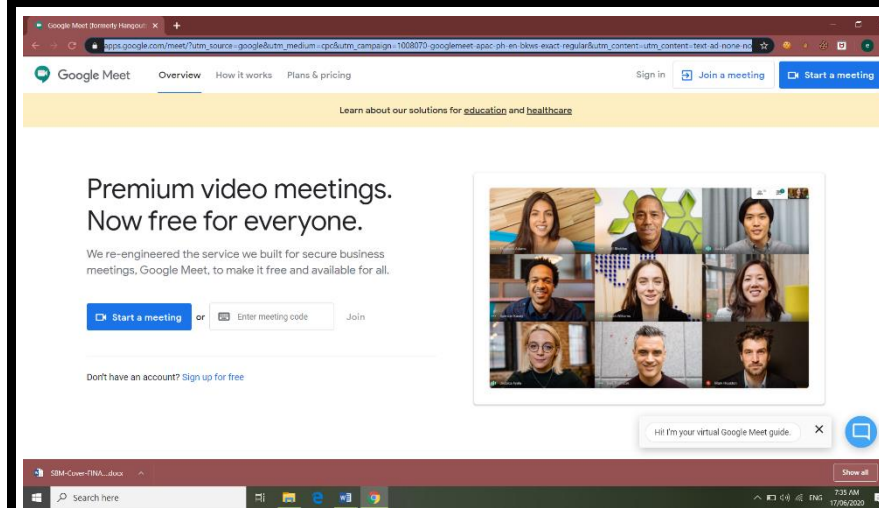 Google Meet (formerly Hangout
apps.google.com/meet/?utm_source=google&utm_medium=cpc&utm_campaign=1008070-googlemeet-apac-ph-en-bkws-exact-regular&utm_content=utm_content=text-ad-none-no
Google Meet Overview How it works Plans & pricing Sign in Join a meeting Start a meeting
Learn about our solutions for education and healthcare
Premium video meetings.
Now free for everyone.
We re-engineered the service we built for secure business
meetings, Google Meet, to make it free and available for all.
Start a meeting or Enter meeting code Join
Don't have an account? Sign up for free
Hi! I'm your virtual Google Meet guide.
SBM-Cover-FINA....docx Show all
Search here ENG 7:35 AM
17/06/2020